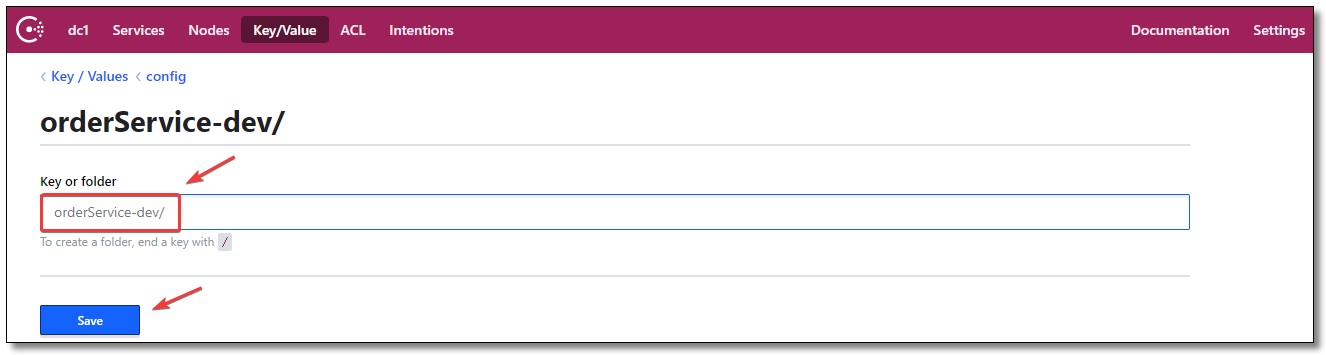 dc1 Services Nodes Key/Value ACL Intentions Documentation Settings
Key / Values config
orderService-dev/
Key or folder
orderService-dev/
To create a folder, end a key with /
Save